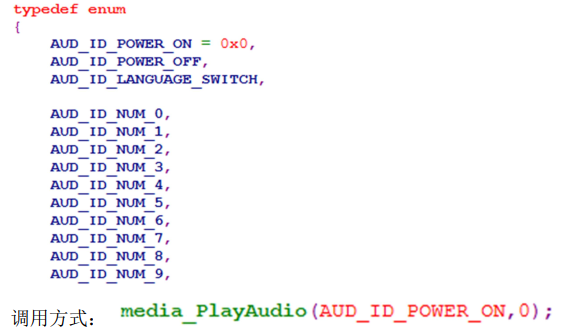 typedef enum
{
AUD_ID_POWER_ON = 0x0,
AUD_ID_POWER_OFF,
AUD_ID_LANGUAGE_SWITCH,
AUD_ID_NUM_0,
AUD_ID_NUM_1,
AUD_ID_NUM_2,
AUD_ID_NUM_3,
AUD_ID_NUM_4,
AUD_ID_NUM_5,
AUD_ID_NUM_6,
AUD_ID_NUM_7,
AUD_ID_NUM_8,
AUD_ID_NUM_9,
调用方式： media_PlayAudio(AUD_ID_POWER_ON,0);